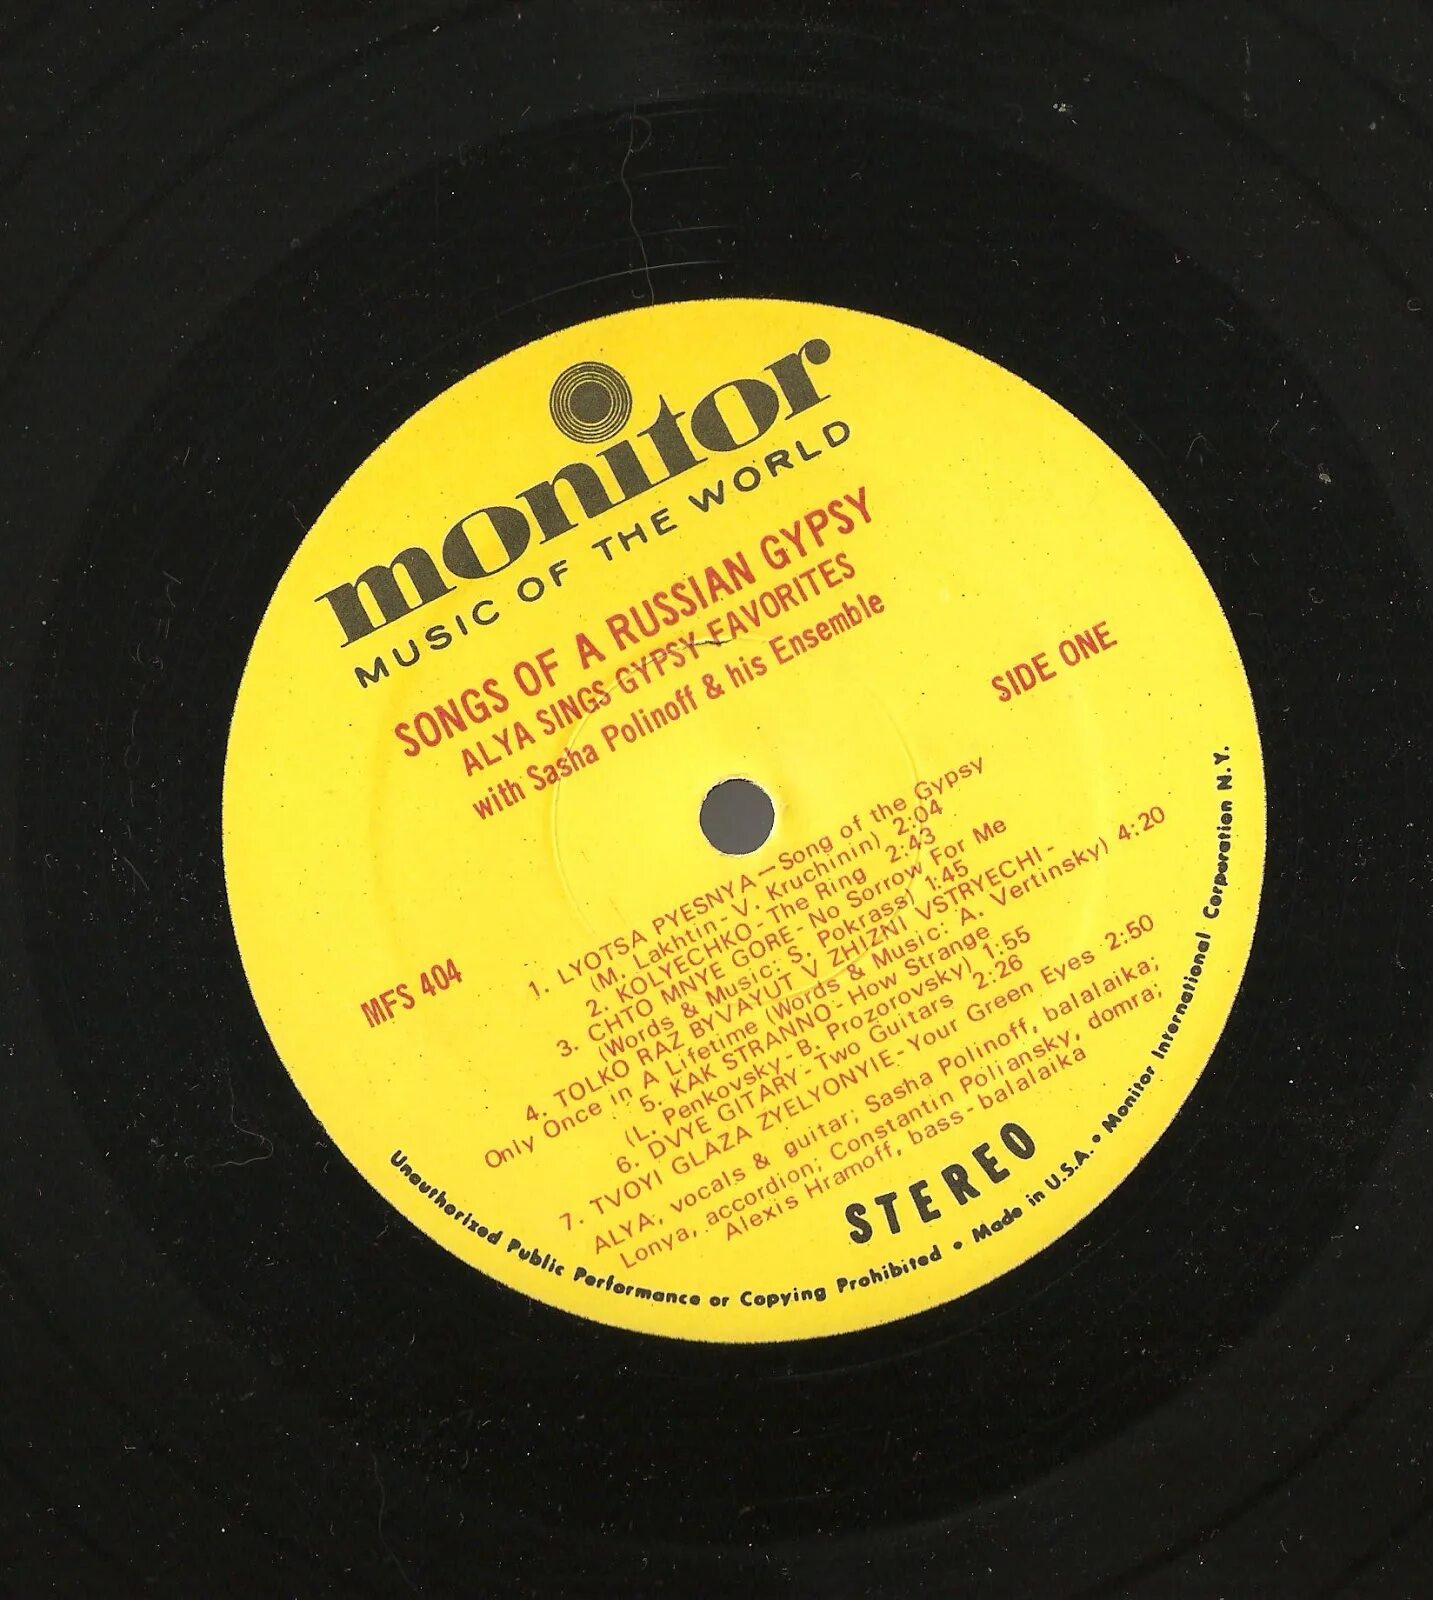 monitor
MUSIC OF THE WORLD
SONGS OF A RUSSIAN GYPSY
ALYA SINGS GYPSY FAVORITES
with Sasha Polinoff & his Ensemble
SIDE ONE
MFS 404
1. LYOTSA PYESNYA—Song of the Gypsy
(M. Lakhtin - V. Kruchinin) 2:04
2. KOLYECHKO-The Ring 2:43
3. CHTO MNYE GORE-No Sorrow For Me
(Words & Music: S. Pokrass) 1:45
4. TOLKO RAZ BYVAYUT V ZHIZNI VSTRYECHI-
Only Once in A Lifetime (Words & Music: A. Vertinsky) 4:20
5. KAK STRANNO-How Strange
(L. Penkovsky-B. Prozorovsky) 1:55
6. DVYE GITARY-Two Guitars 2:26
7. TVOYI GLAZA ZYELYONYIE-Your Green Eyes 2:50
ALYA, vocals & guitar; Sasha Polinoff, balalaika;
Lonya, accordion; Constantin Poliansky, domra;
Alexis Hramoff, bass-balalaika
STEREO
Unauthorized Public Performance or Copying Prohibited • Made in U.S.A. • Monitor International Corporation N.Y.